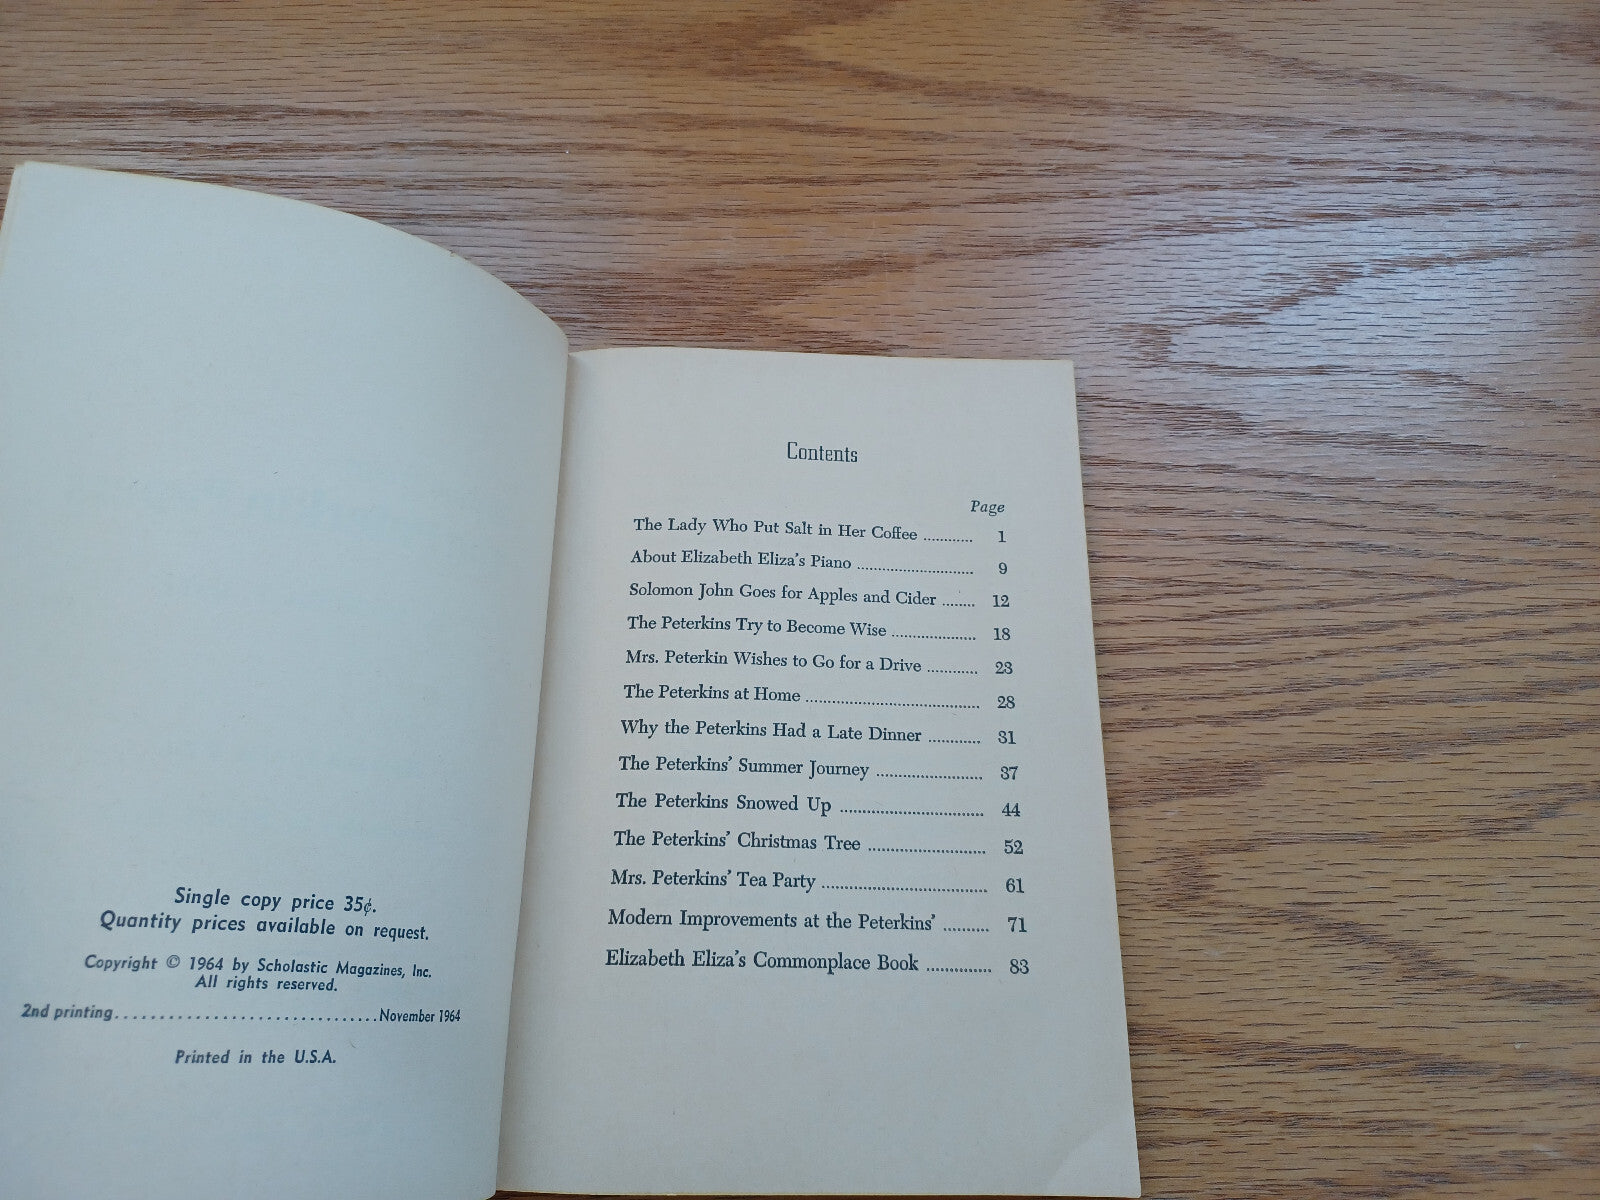 Single copy price 35¢.
Quantity prices available on request.
Copyright © 1964 by Scholastic Magazines, Inc.
All rights reserved.
2nd printing..............................November 1964
Printed in the U.S.A.
Contents
Page
The Lady Who Put Salt in Her Coffee ............ 1
About Elizabeth Eliza's Piano ........................... 9
Solomon John Goes for Apples and Cider ........ 12
The Peterkins Try to Become Wise .................... 18
Mrs. Peterkin Wishes to Go for a Drive ............ 23
The Peterkins at Home ........................................ 28
Why the Peterkins Had a Late Dinner ............ 31
The Peterkins' Summer Journey ........................ 37
The Peterkins Snowed Up ................................ 44
The Peterkins' Christmas Tree .......................... 52
Mrs. Peterkins' Tea Party ..................................... 61
Modern Improvements at the Peterkins' .......... 71
Elizabeth Eliza's Commonplace Book .............. 83